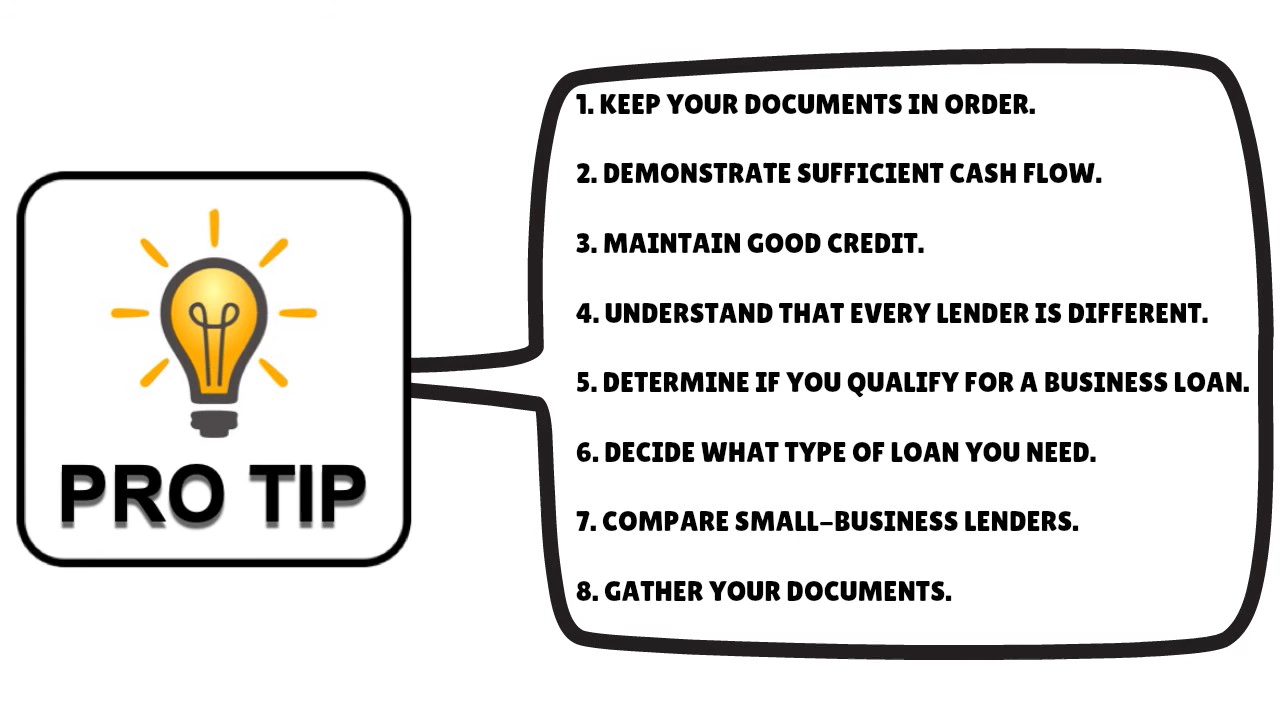 PRO TIP
1. KEEP YOUR DOCUMENTS IN ORDER.
2. DEMONSTRATE SUFFICIENT CASH FLOW.
3. MAINTAIN GOOD CREDIT.
4. UNDERSTAND THAT EVERY LENDER IS DIFFERENT.
5. DETERMINE IF YOU QUALIFY FOR A BUSINESS LOAN.
6. DECIDE WHAT TYPE OF LOAN YOU NEED.
7. COMPARE SMALL-BUSINESS LENDERS.
8. GATHER YOUR DOCUMENTS.